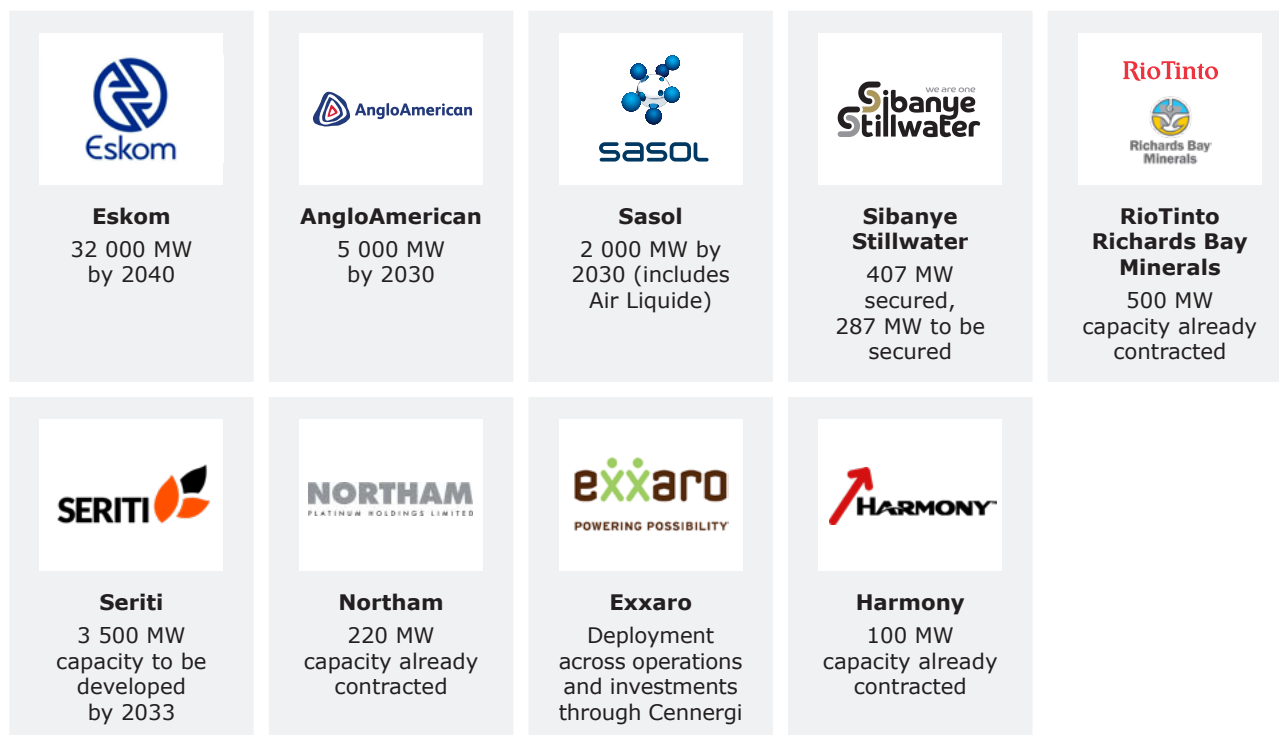 Eskom
Eskom
32 000 MW
by 2040
AngloAmerican
AngloAmerican
5 000 MW
by 2030
sasol
Sasol
2 000 MW by
2030 (includes
Air Liquide)
we are one
Sibanye
Stillwater
Sibanye
Stillwater
407 MW
secured,
287 MW to be
secured
RioTinto
Richards Bay
Minerals
RioTinto
Richards Bay
Minerals
500 MW
capacity already
contracted
SERITI
Seriti
3 500 MW
capacity to be
developed
by 2033
NORTHAM
PLATINUM HOLDINGS LIMITED
Northam
220 MW
capacity already
contracted
exxaro
POWERING POSSIBILITY
Exxaro
Deployment
across operations
and investments
through Cennergi
HARMONY™
Harmony
100 MW
capacity already
contracted